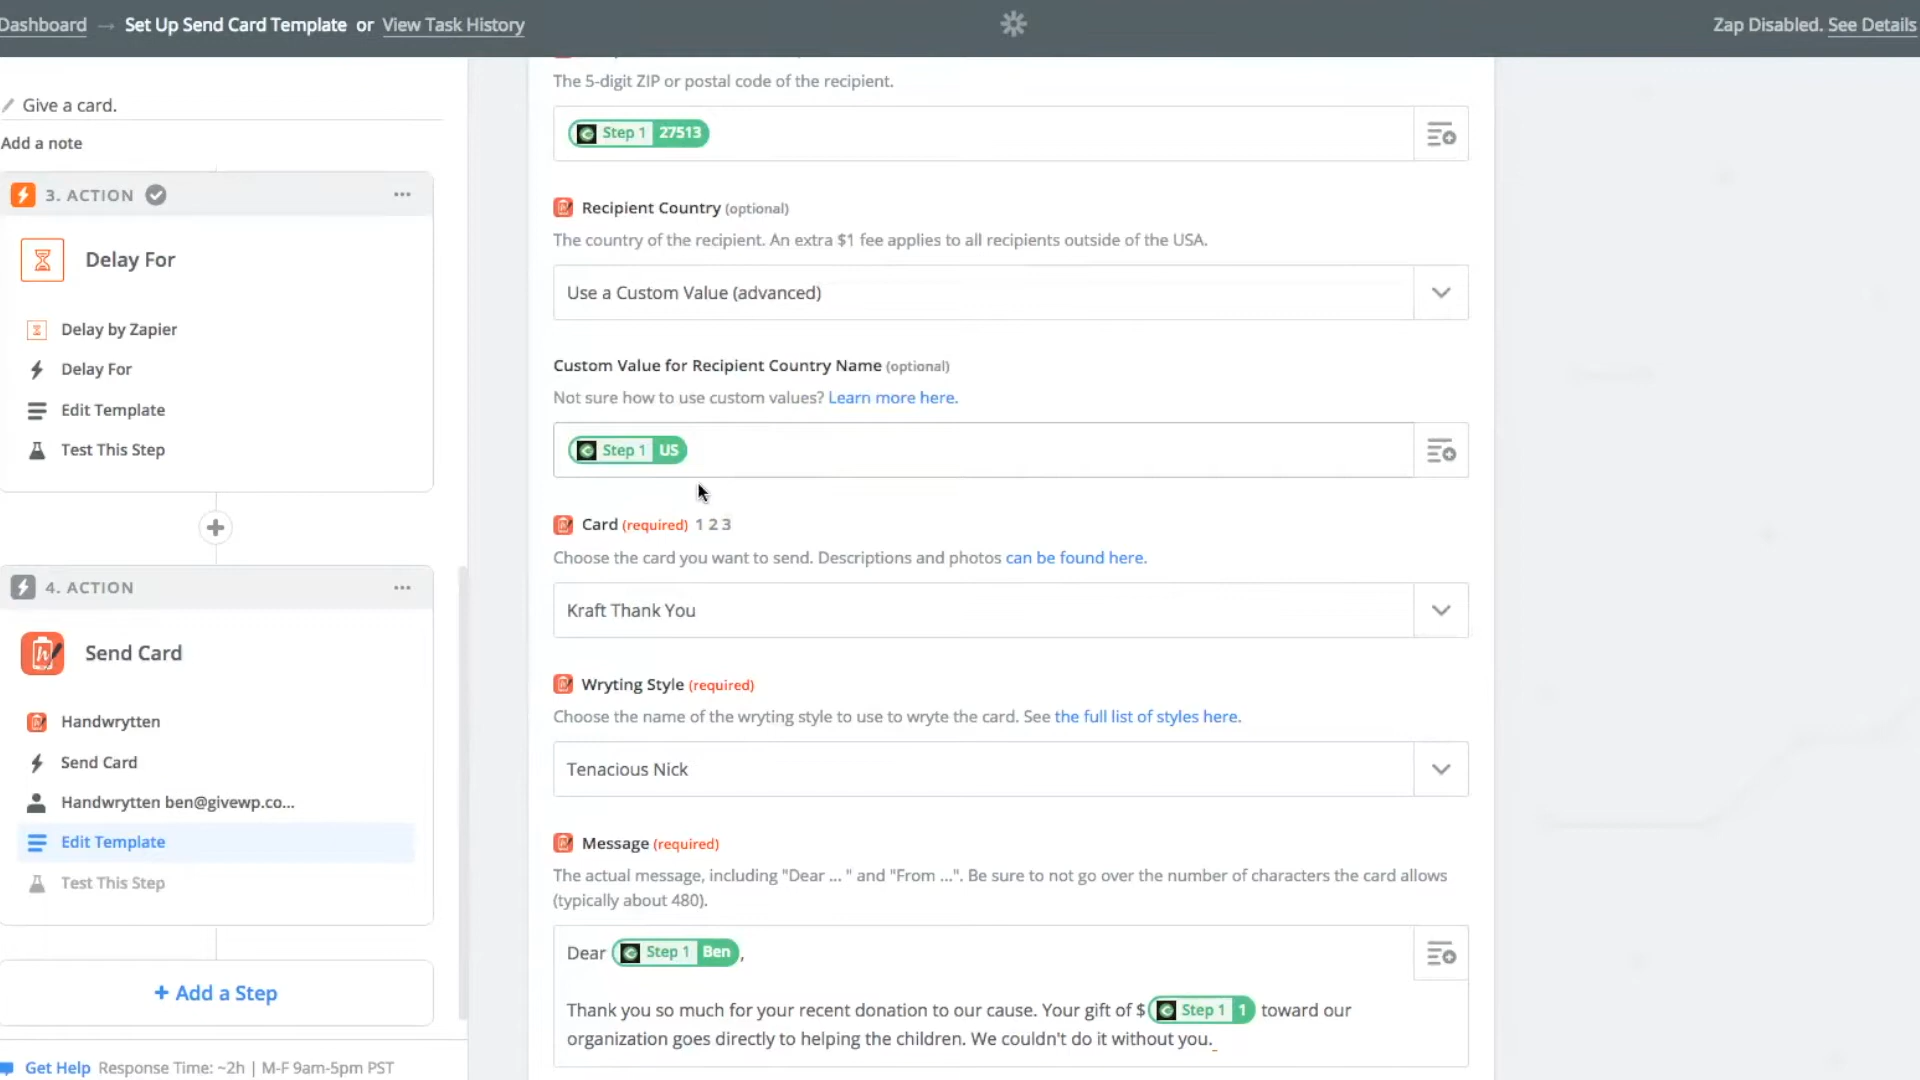 Dashboard → Set Up Send Card Template or View Task History
Zap Disabled. See Details
Give a card.
Add a note
3. ACTION
Delay For
Delay by Zapier
Delay For
Edit Template
Test This Step
4. ACTION
Send Card
Handwrytten
Send Card
Handwrytten ben@givewp.co...
Edit Template
Test This Step
+ Add a Step
Get Help Response Time: ~2h | M-F 9am-5pm PST
The 5-digit ZIP or postal code of the recipient.
Step 1 27513
Recipient Country (optional)
The country of the recipient. An extra $1 fee applies to all recipients outside of the USA.
Use a Custom Value (advanced)
Custom Value for Recipient Country Name (optional)
Not sure how to use custom values? Learn more here.
Step 1 US
Card (required) 1 2 3
Choose the card you want to send. Descriptions and photos can be found here.
Kraft Thank You
Wryting Style (required)
Choose the name of the wryting style to use to wryte the card. See the full list of styles here.
Tenacious Nick
Message (required)
The actual message, including "Dear ... " and "From ...". Be sure to not go over the number of characters the card allows
(typically about 480).
Dear Step 1 Ben ,
Thank you so much for your recent donation to our cause. Your gift of $ Step 1 1 toward our
organization goes directly to helping the children. We couldn't do it without you.